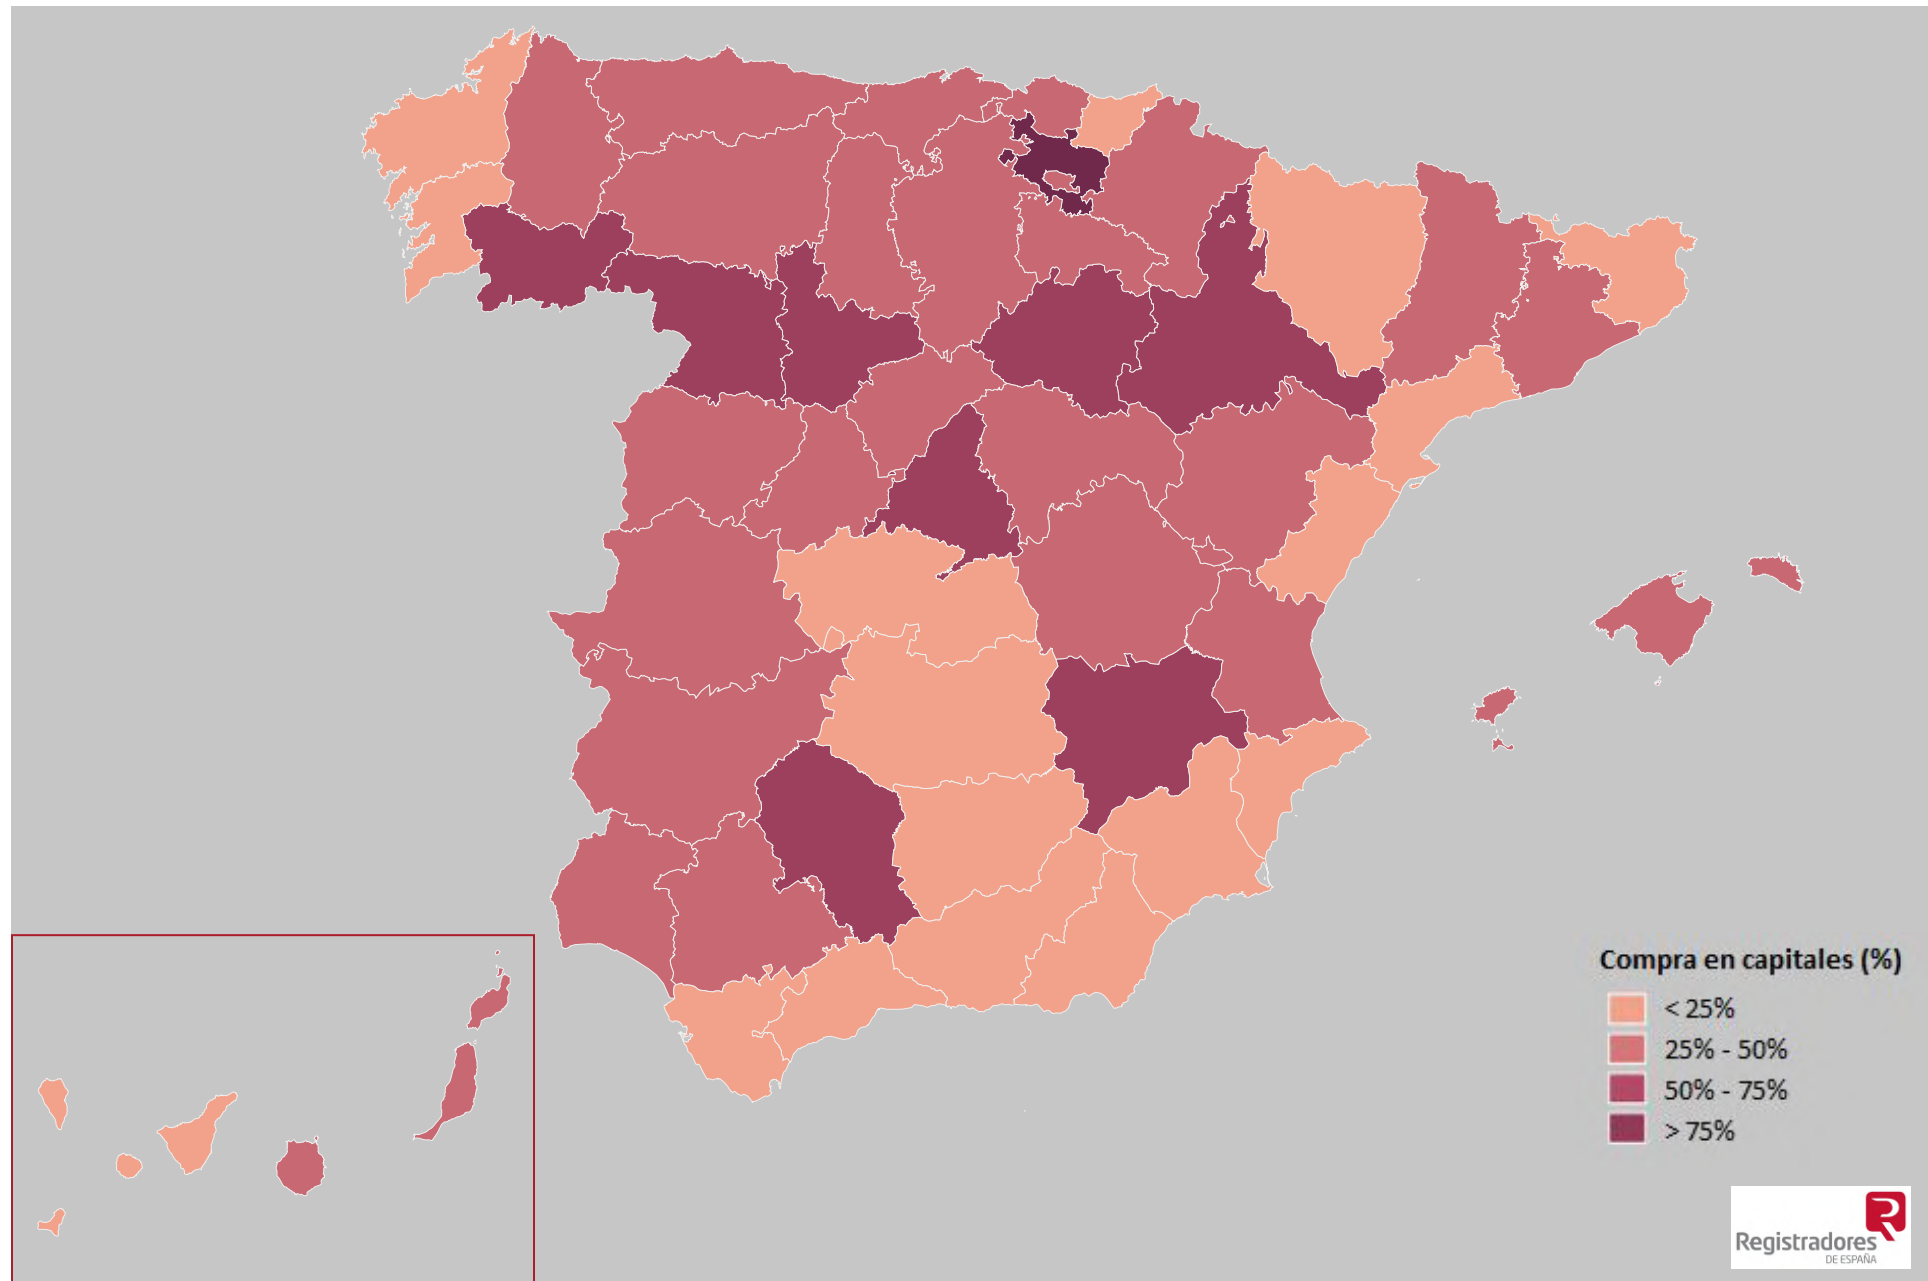 Compra en capitales (%)
< 25%
25% - 50%
50% - 75%
> 75%
Registradores
DE ESPAÑA